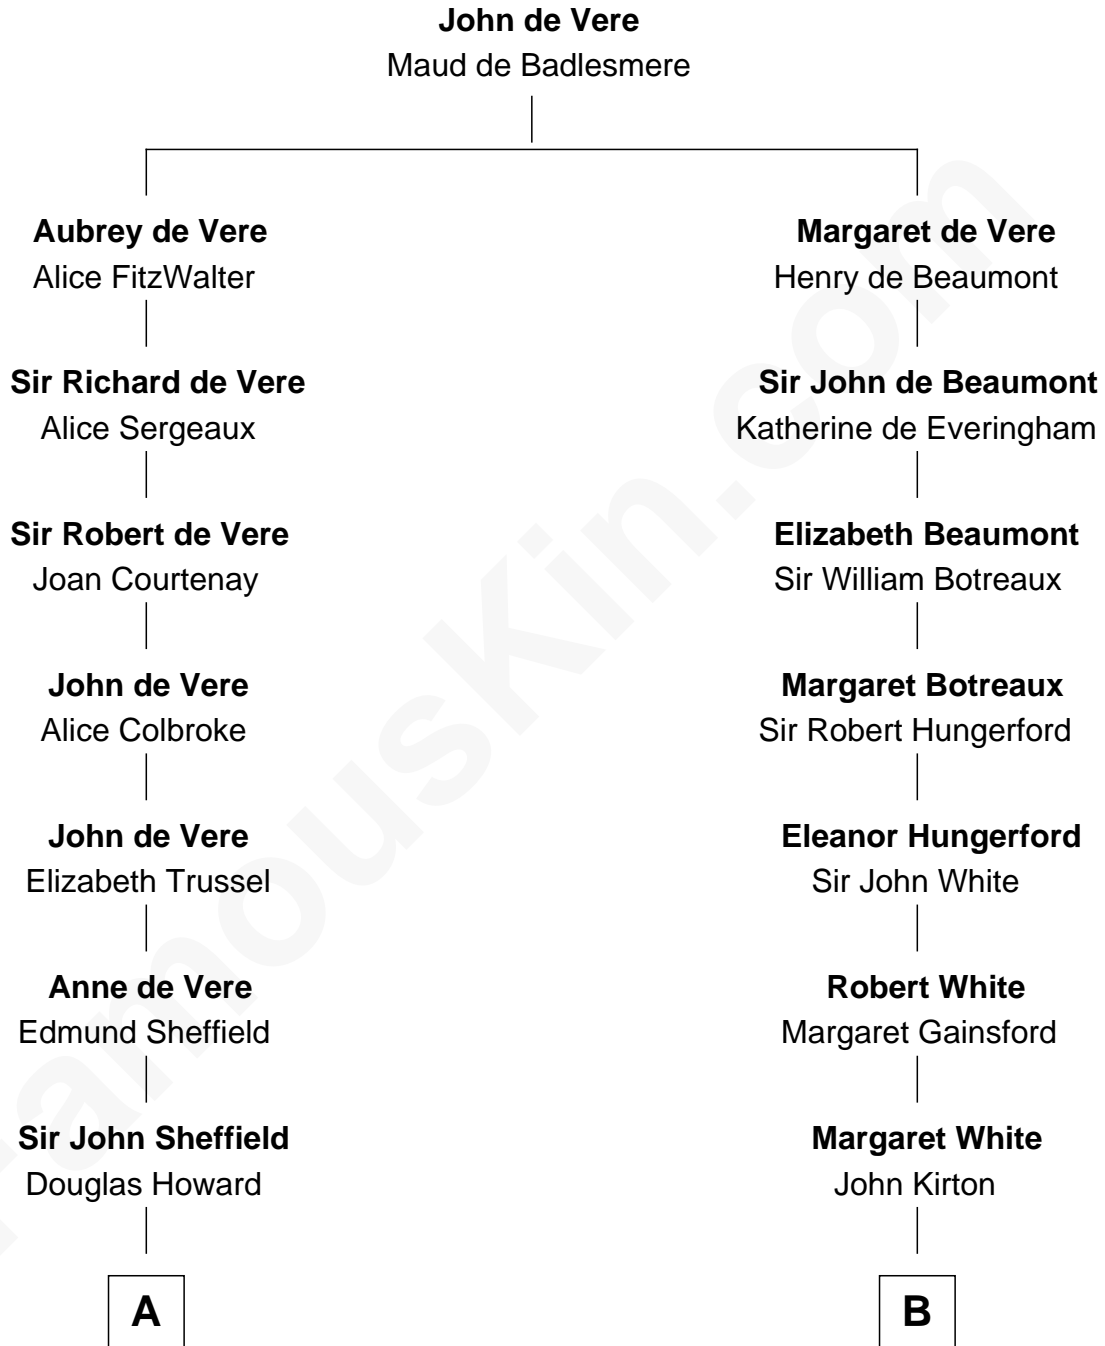 John de Vere
Maud de Badlesmere
Aubrey de Vere
Alice FitzWalter
Margaret de Vere
Henry de Beaumont
Sir Richard de Vere
Alice Sergeaux
Sir John de Beaumont
Katherine de Everingham
Sir Robert de Vere
Joan Courtenay
Elizabeth Beaumont
Sir William Botreaux
John de Vere
Alice Colbroke
Margaret Botreaux
Sir Robert Hungerford
John de Vere
Elizabeth Trussel
Eleanor Hungerford
Sir John White
Anne de Vere
Edmund Sheffield
Robert White
Margaret Gainsford
Sir John Sheffield
Douglas Howard
Margaret White
John Kirton
A
B
FamousKin.com